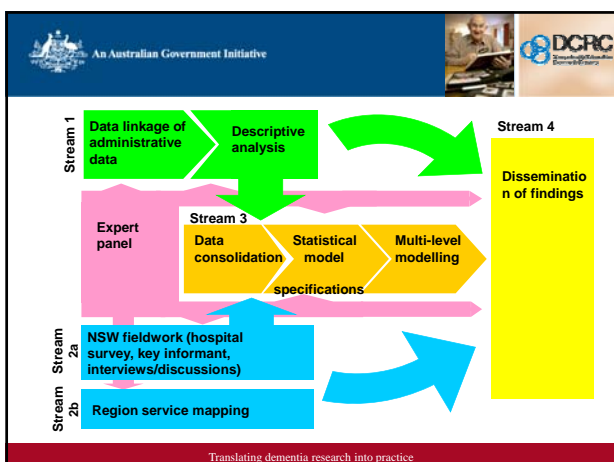 An Australian Government Initiative
DCRC
Stream 1
Data linkage of
administrative
data
Descriptive
analysis
Stream 4
Disseminatio
n of findings
Expert
panel
Stream 3
Data
consolidation
Statistical
model
specifications
Multi-level
modelling
Stream
2a
NSW fieldwork (hospital
survey, key informant,
interviews/discussions)
Stream
2b
Region service mapping
Translating dementia research into practice